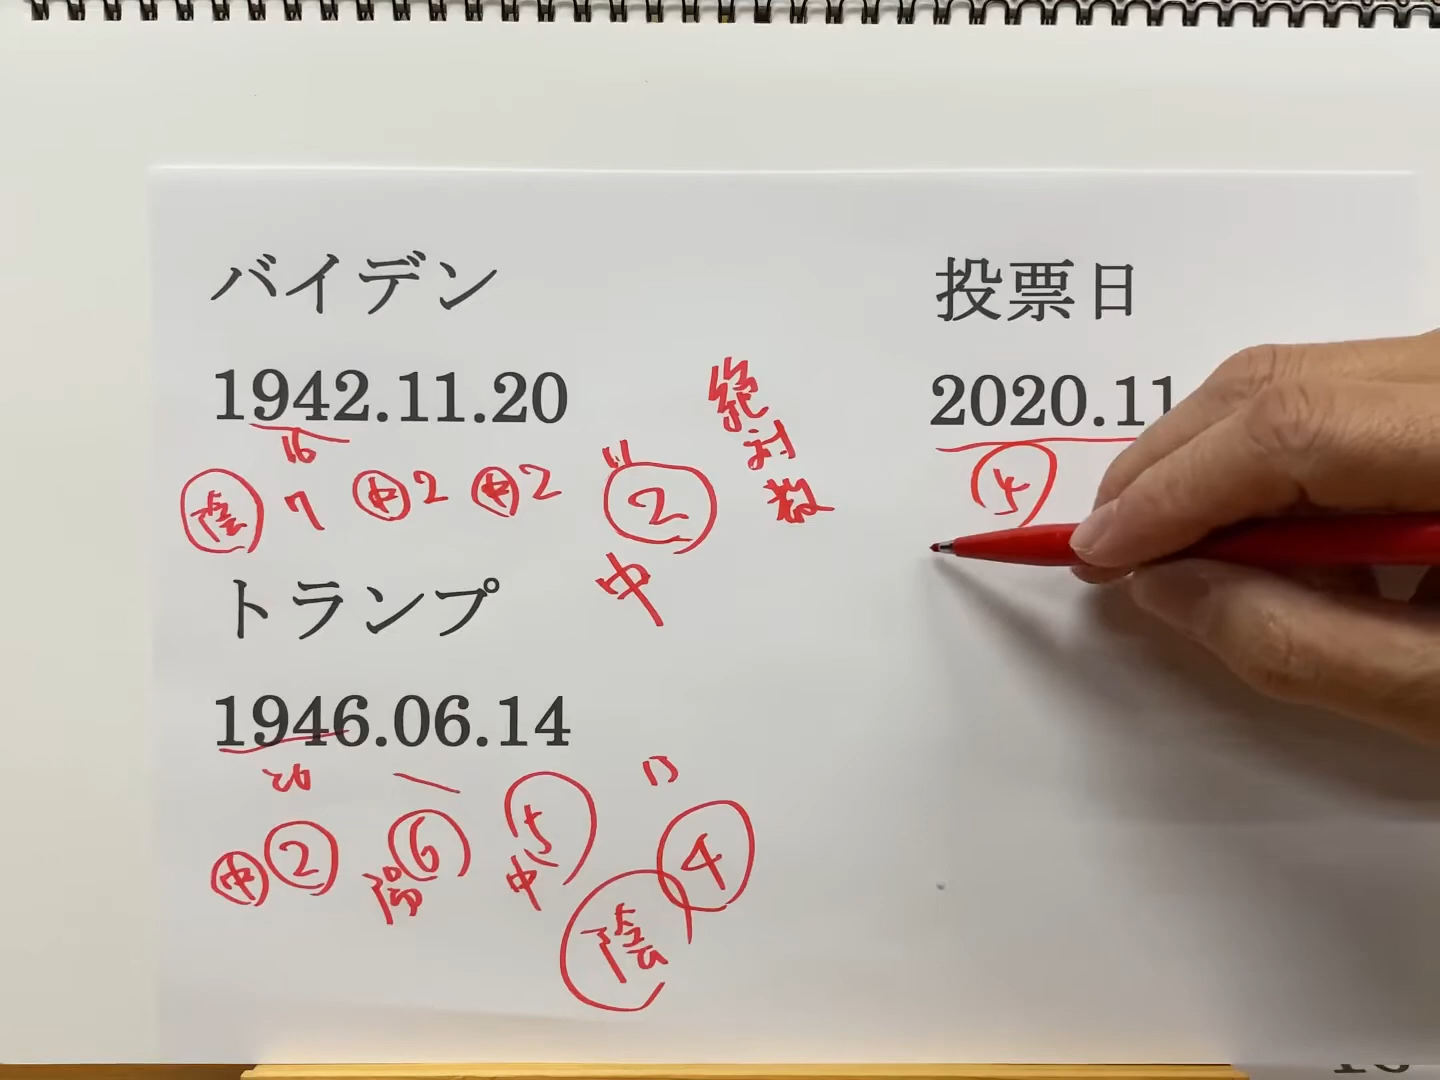 バイデン
1942.11.20
16
陰 7 中2 中2
11
2
中
絶対数
トランプ
1946.06.14
20
中 2
6
陽
5
中
13
4
陰
投票日
2020.11